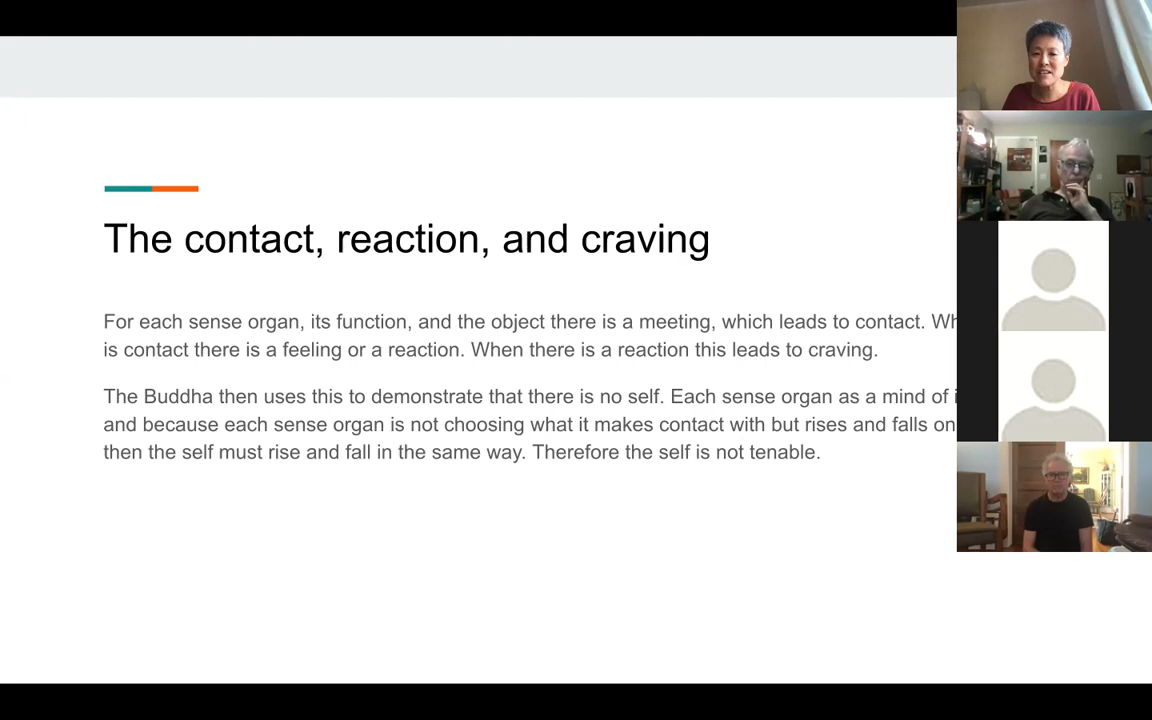 The contact, reaction, and craving
For each sense organ, its function, and the object there is a meeting, which leads to contact.
is contact there is a feeling or a reaction. When there is a reaction this leads to craving.
The Buddha then uses this to demonstrate that there is no self. Each sense organ as a mind of
and because each sense organ is not choosing what it makes contact with but rises and falls on
then the self must rise and fall in the same way. Therefore the self is not tenable.